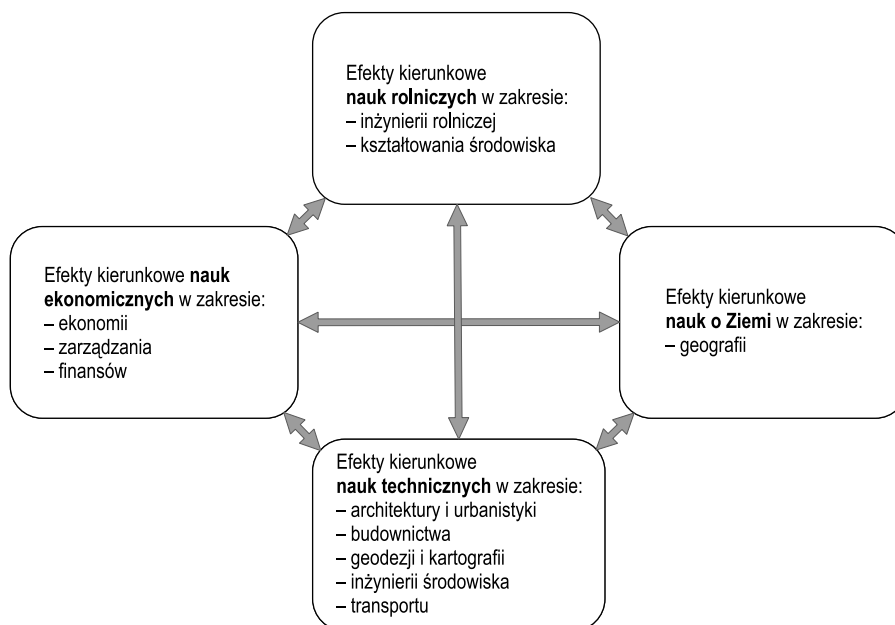 Efekty kierunkowe
nauk rolniczych w zakresie:
– inżynierii rolniczej
– kształtowania środowiska
Efekty kierunkowe nauk
ekonomicznych w zakresie:
– ekonomii
– zarządzania
– finansów
Efekty kierunkowe
nauk o Ziemi w zakresie:
– geografii
Efekty kierunkowe
nauk technicznych w zakresie:
– architektury i urbanistyki
– budownictwa
– geodezji i kartografii
– inżynierii środowiska
– transportu